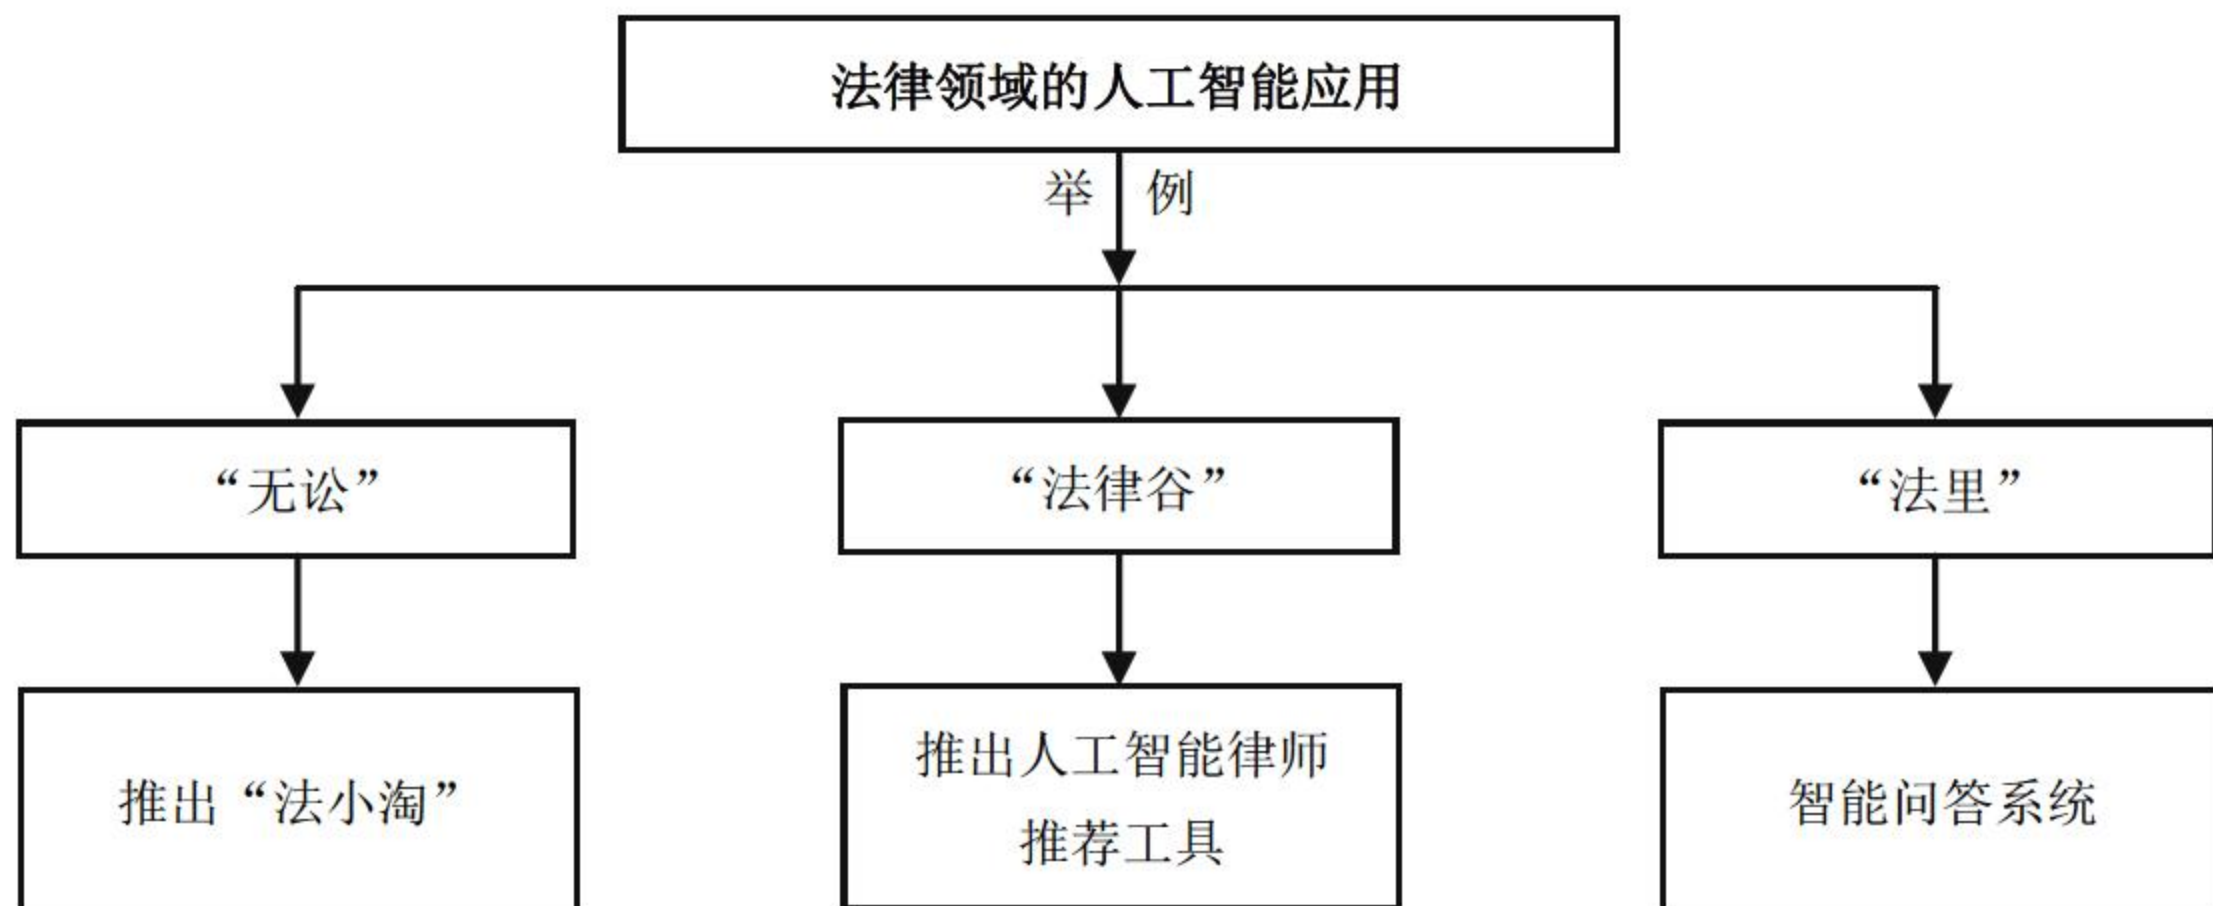 法律领域的人工智能应用
举 例
“无讼”
“法律谷”
“法里”
推出“法小淘”
推出人工智能律师
推荐工具
智能问答系统